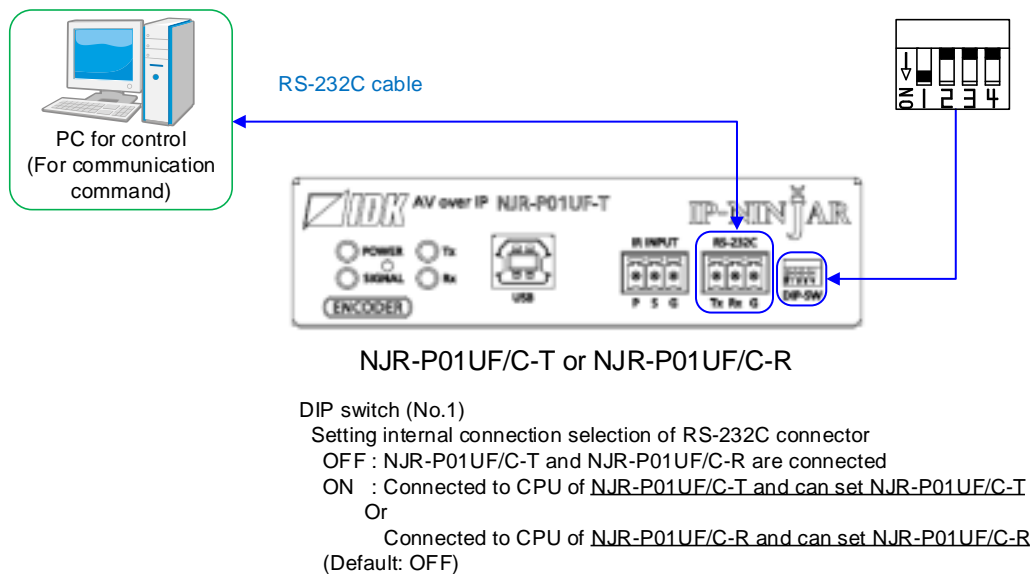 RS-232C cable
ON
1 2 3 4
PC for control
(For communication
command)
IDK AV over IP NJR-P01UF-T
IP-NINJAR
POWER Tx
SIGNAL Rx
ENCODER
USB
IR INPUT
P S G
RS-232C
Tx Rx G
DIP-SW
NJR-P01UF/C-T or NJR-P01UF/C-R
DIP switch (No.1)
Setting internal connection selection of RS-232C connector
OFF : NJR-P01UF/C-T and NJR-P01UF/C-R are connected
ON : Connected to CPU of NJR-P01UF/C-T and can set NJR-P01UF/C-T
Or
Connected to CPU of NJR-P01UF/C-R and can set NJR-P01UF/C-R
(Default: OFF)